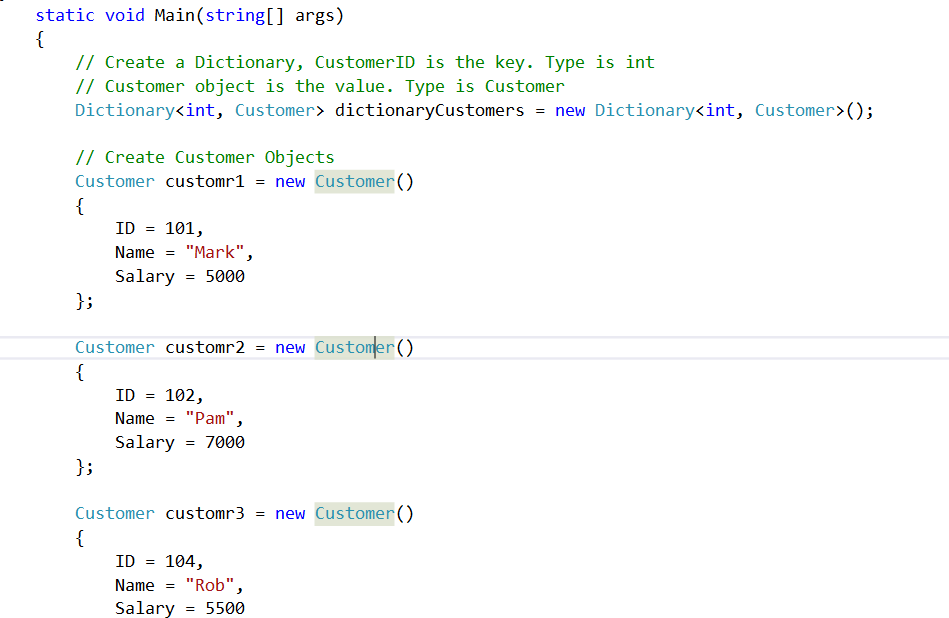 static void Main(string[] args)
{
// Create a Dictionary, CustomerID is the key. Type is int
// Customer object is the value. Type is Customer
Dictionary<int, Customer> dictionaryCustomers = new Dictionary<int, Customer>();
// Create Customer Objects
Customer customr1 = new Customer()
{
ID = 101,
Name = "Mark",
Salary = 5000
};
Customer customr2 = new Customer()
{
ID = 102,
Name = "Pam",
Salary = 7000
};
Customer customr3 = new Customer()
{
ID = 104,
Name = "Rob",
Salary = 5500